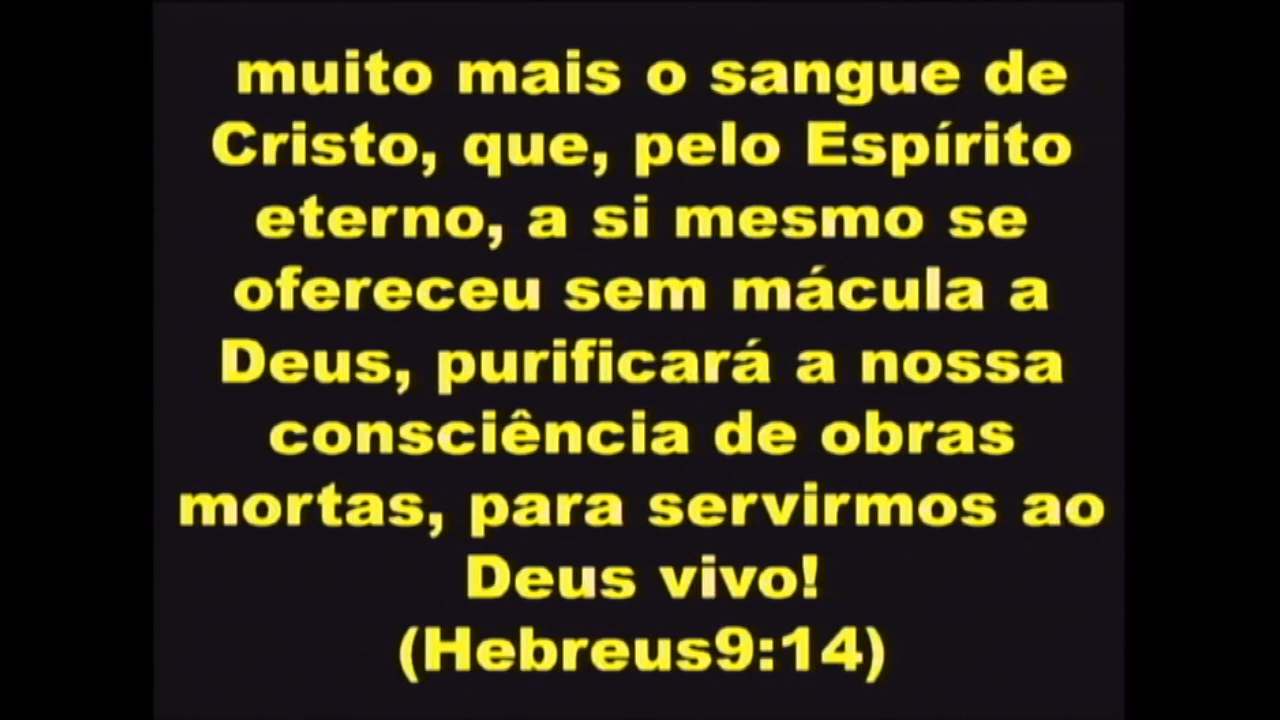 muito mais o sangue de
Cristo, que, pelo Espírito
eterno, a si mesmo se
ofereceu sem mácula a
Deus, purificará a nossa
consciência de obras
mortas, para servirmos ao
Deus vivo!
(Hebreus9:14)